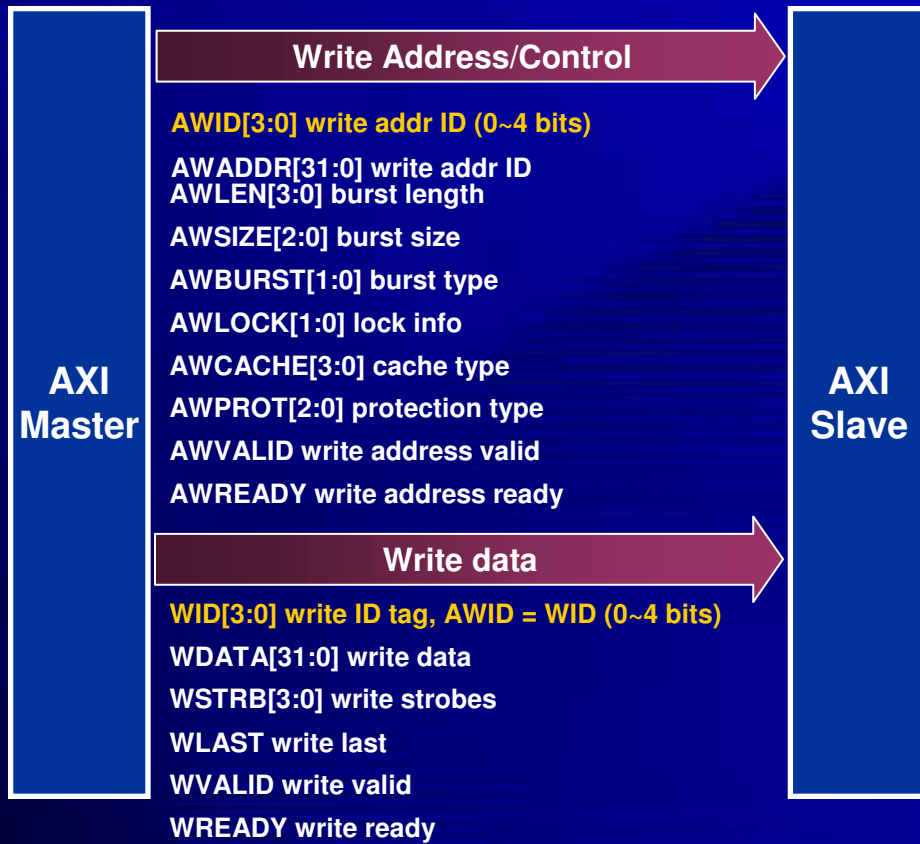 Write Address/Control
AWID[3:0] write addr ID (0~4 bits)
AWADDR[31:0] write addr ID
AWLEN[3:0] burst length
AWSIZE[2:0] burst size
AWBURST[1:0] burst type
AWLOCK[1:0] lock info
AWCACHE[3:0] cache type
AWPROT[2:0] protection type
AWVALID write address valid
AWREADY write address ready
AXI
Master
AXI
Slave
Write data
WID[3:0] write ID tag, AWID = WID (0~4 bits)
WDATA[31:0] write data
WSTRB[3:0] write strobes
WLAST write last
WVALID write valid
WREADY write ready